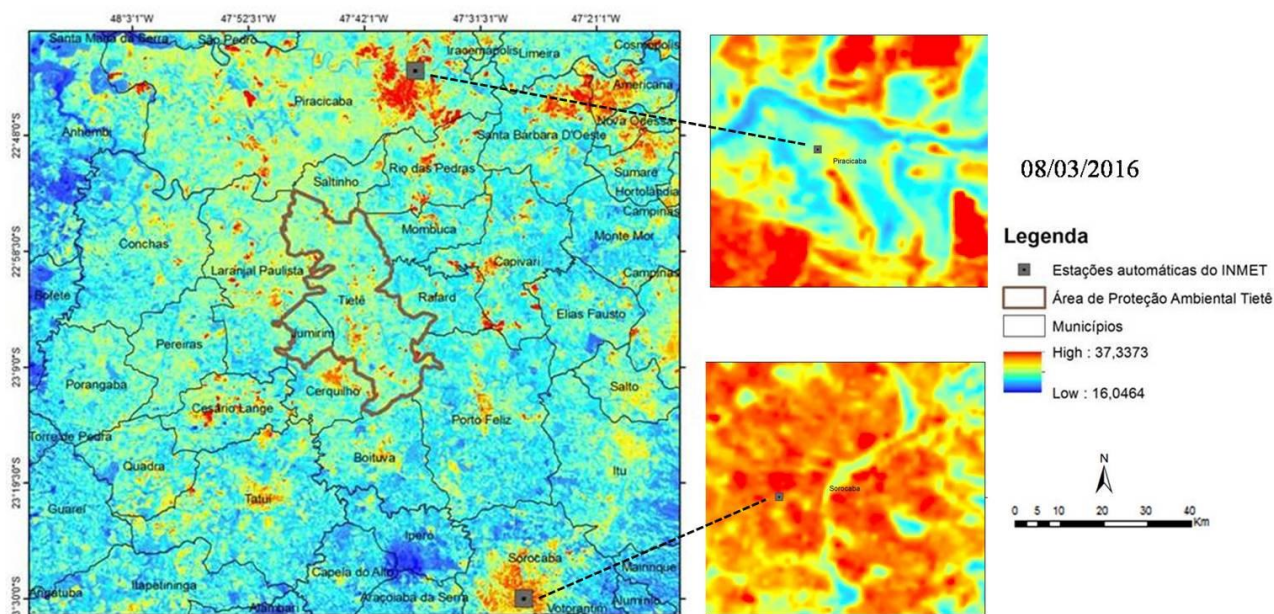 48°3'1"O 47°52'31"O 47°42'1"O 47°31'31"O 47°21'1"O
Santa Maria da Serra
São Pedro
Iracemápolis
Limeira
Cosmópolis
Piracicaba
Americana
Nova Odessa
Anhembi
Santa Bárbara D'Oeste
22°48'0"S
Rio das Pedras
Sumaré
Saltinho
Hortolândia
Campinas
Mombuca
Monte Mor
Conchas
22°58'30"S
Laranjal Paulista
Capivari
Campinas
Bofete
Tietê
Rafard
Elias Fausto
Jumirim
Pereiras
23°9'0"S
Porangaba
Cerquilho
Salto
Cesário Lange
Porto Feliz
Torre de Pedra
Boituva
Quadra
Itu
23°19'30"S
Tatuí
Guareí
Iperó
Sorocaba
Capela do Alto
Mairinque
Itapetininga
Araçoiaba da Serra
Alumínio
Angatuba
Alambari
Votorantim
23°30'0"S
Piracicaba
Sorocaba
08/03/2016
Legenda
Estações automáticas do INMET
Área de Proteção Ambiental Tietê
Municípios
High : 37,3373
Low : 16,0464
N
0 5 10 20 30 40
Km